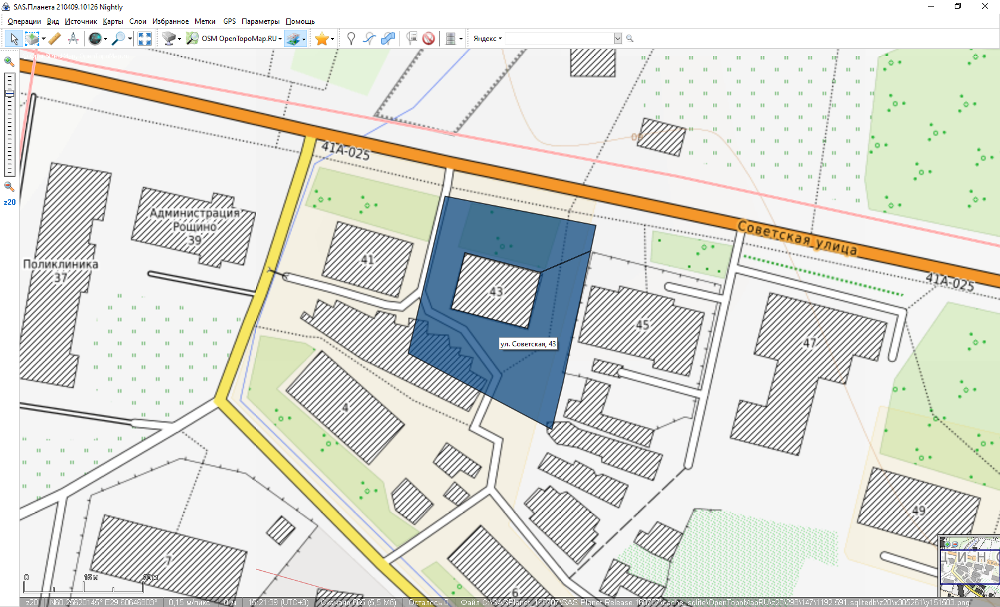 SAS.Планета 210409.10126 Nightly
Операции Вид Источник Карты Слои Избранное Метки GPS Параметры Помощь
OSM OpenTopoMap.RU
Яндекс
z20
41А-025
Администрация
Рощино
39
Поликлиника
37
41
43
ул. Советская, 43
45
47
Советская улица
41А-025
4
49
7
6
0 15 м 30 м
z20 N60.25620145° E29.60646803° 0,15 м/пикс. 0 м 15:21:39 (UTC+3) Скачано 665 (5,5 Мб) Осталось 0 Файл C:\SASPlanet_160707\SAS.Planet.Release.160707\cache_sqlite\OpenTopoMapRU\z20\298\147\1192.591.sqlitedb\z20\x305261\y151503.png